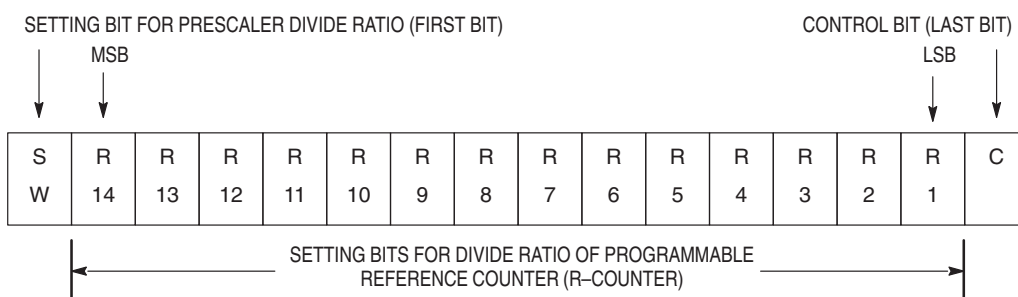 SETTING BIT FOR PRESCALER DIVIDE RATIO (FIRST BIT)
CONTROL BIT (LAST BIT)
MSB
LSB
S R R R R R R R R R R R R R R C
W 14 13 12 11 10 9 8 7 6 5 4 3 2 1
SETTING BITS FOR DIVIDE RATIO OF PROGRAMMABLE
REFERENCE COUNTER (R–COUNTER)